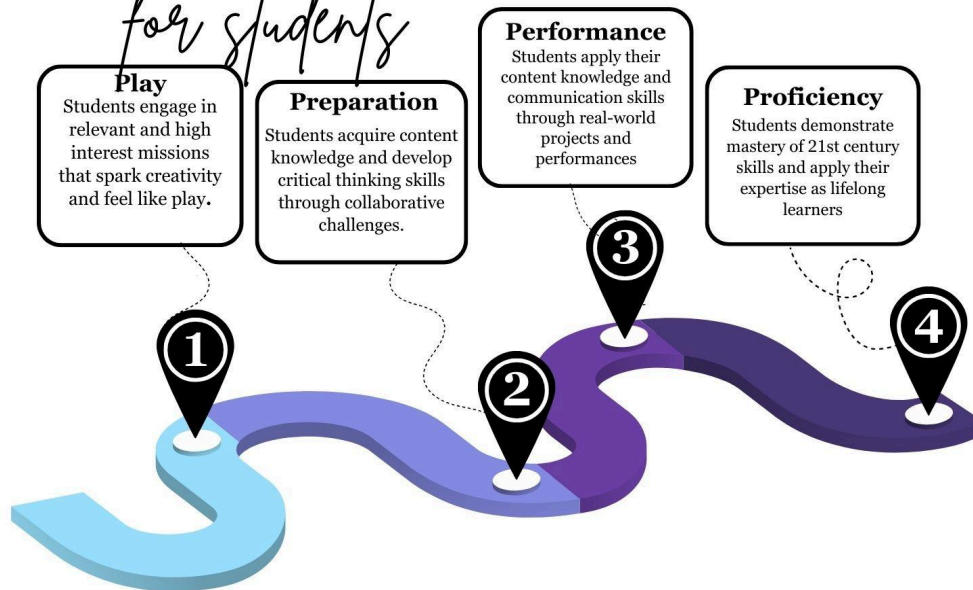 for students
Play
Students engage in
relevant and high
interest missions
that spark creativity
and feel like play.
Preparation
Students acquire content
knowledge and develop
critical thinking skills
through collaborative
challenges.
Performance
Students apply their
content knowledge and
communication skills
through real-world
projects and
performances
Proficiency
Students demonstrate
mastery of 21st century
skills and apply their
expertise as lifelong
learners
1
2
3
4